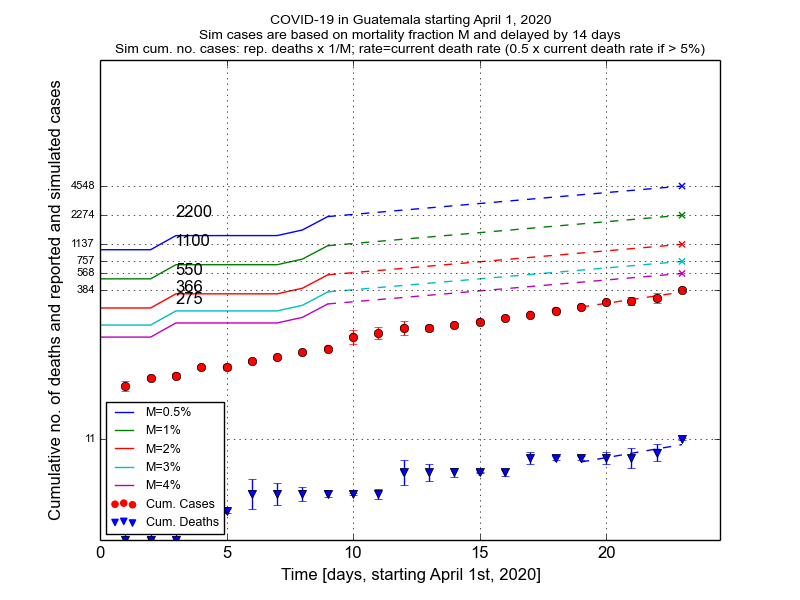 COVID-19 in Guatemala starting April 1, 2020
Sim cases are based on mortality fraction M and delayed by 14 days
Sim cum. no. cases: rep. deaths x 1/M; rate=current death rate (0.5 x current death rate if > 5%)
Cumulative no. of deaths and reported and simulated cases
4548
2274
1137
757
568
384
11
2200
1100
550
366
275
M=0.5%
M=1%
M=2%
M=3%
M=4%
Cum. Cases
Cum. Deaths
0 5 10 15 20
Time [days, starting April 1st, 2020]